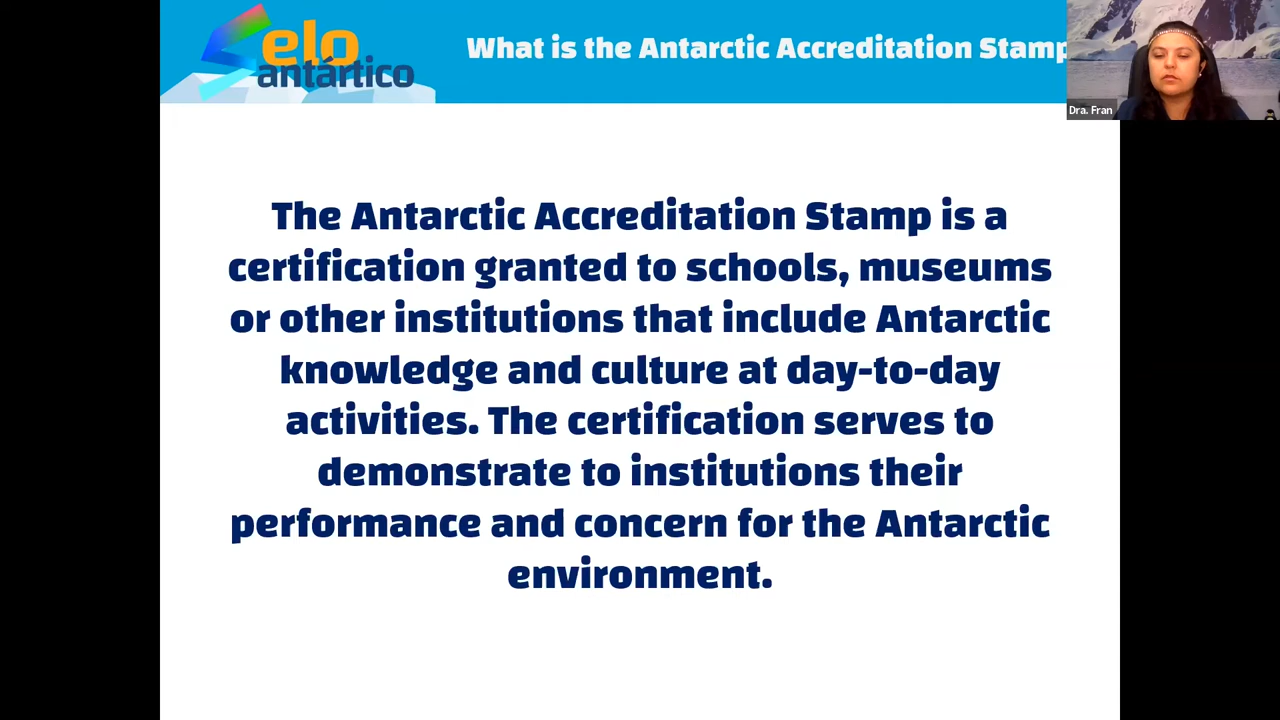 Selo
antártico
What is the Antarctic Accreditation Stamp
Dra. Fran
The Antarctic Accreditation Stamp is a
certification granted to schools, museums
or other institutions that include Antarctic
knowledge and culture at day-to-day
activities. The certification serves to
demonstrate to institutions their
performance and concern for the Antarctic
environment.